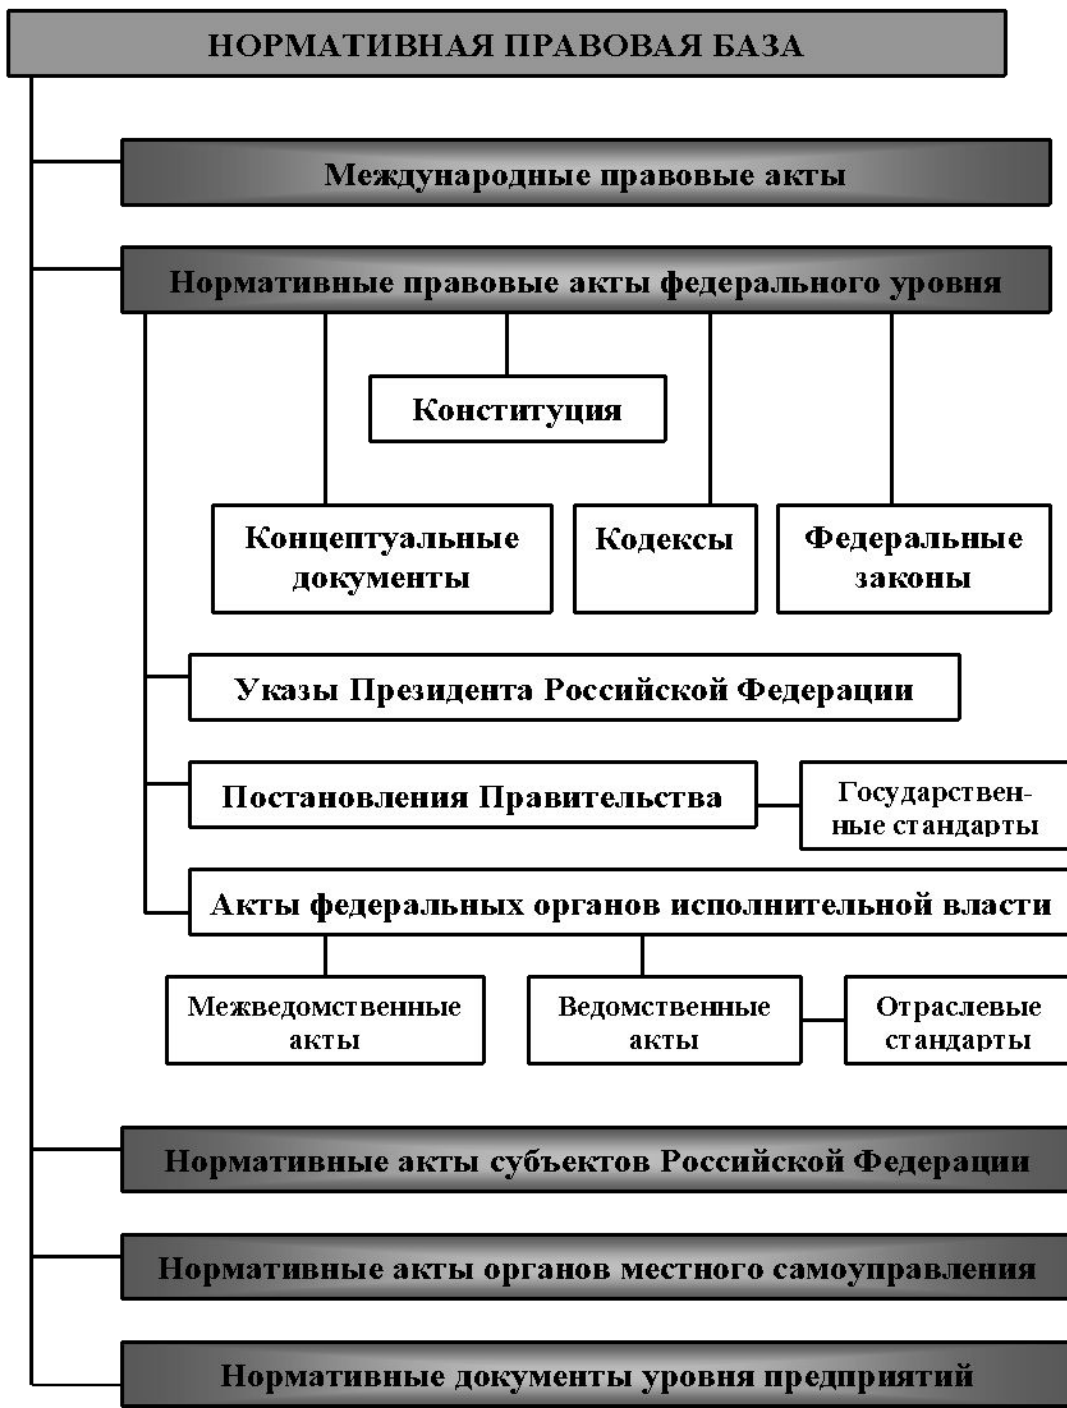 НОРМАТИВНАЯ ПРАВОВАЯ БАЗА
Международные правовые акты
Нормативные правовые акты федерального уровня
Конституция
Концептуальные
документы
Кодексы
Федеральные
законы
Указы Президента Российской Федерации
Постановления Правительства
Государствен-
ные стандарты
Акты федеральных органов исполнительной власти
Межведомственные
акты
Ведомственные
акты
Отраслевые
стандарты
Нормативные акты субъектов Российской Федерации
Нормативные акты органов местного самоуправления
Нормативные документы уровня предприятий